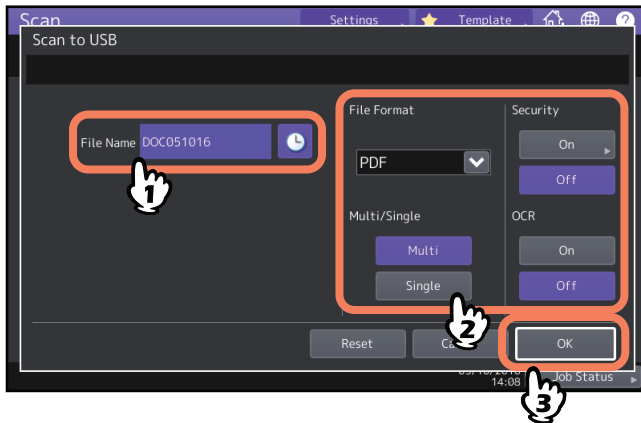 Scan
Settings
Template
?
Scan to USB
File Name DOC051016
File Format
PDF
Security
On
Off
Multi/Single
Multi
Single
OCR
On
Off
1
2
Reset
OK
14:08
Job Status
3